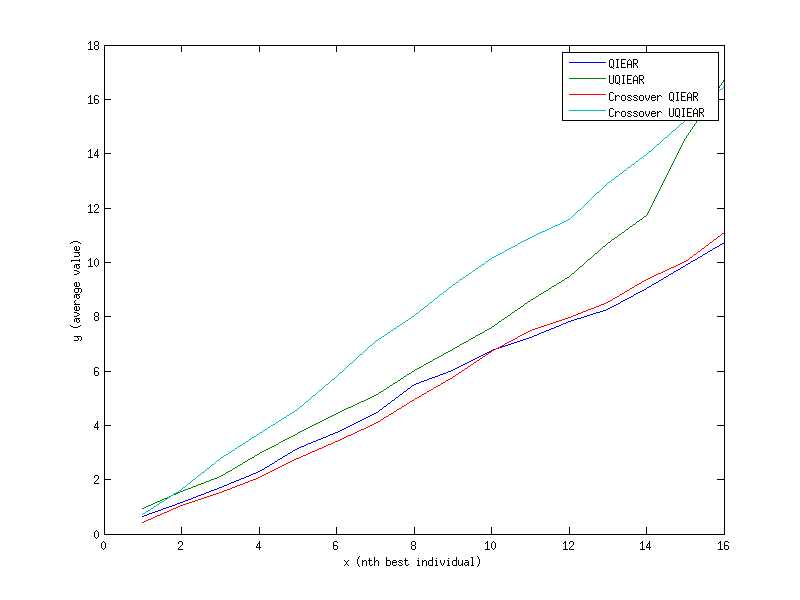 18
16
14
12
10
8
6
4
2
0
y (average value)
0 2 4 6 8 10 12 14 16
x (nth best individual)
QIEAR
UQIEAR
Crossover QIEAR
Crossover UQIEAR